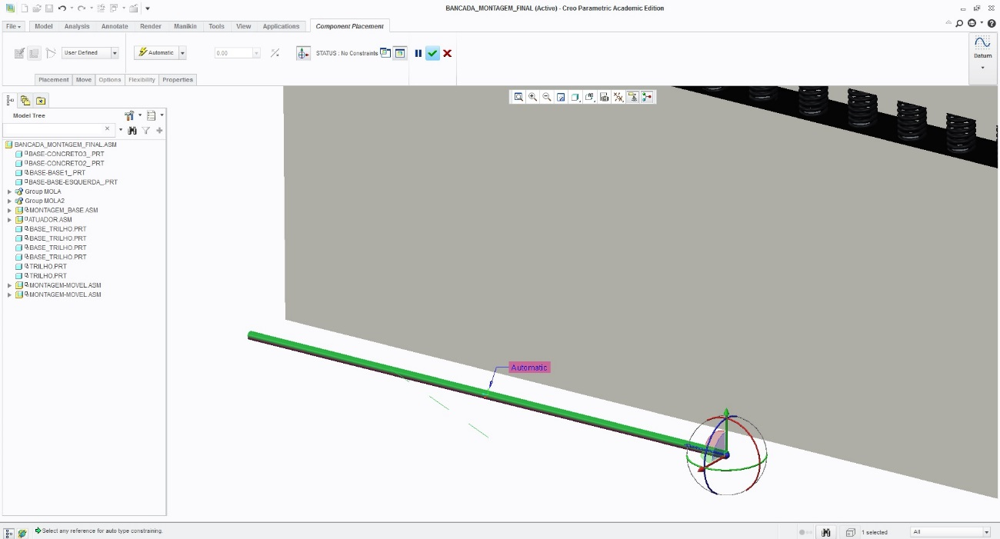 BANCADA_MONTAGEM_FINAL (Active) - Creo Parametric Academic Edition
File Model Analysis Annotate Render Manikin Tools View Applications Component Placement
User Defined Automatic 0.00 STATUS : No Constraints Datum
Placement Move Options Flexibility Properties
Model Tree
BANCADA_MONTAGEM_FINAL.ASM
BASE-CONCRETO3_.PRT
BASE-CONCRETO2_.PRT
BASE-BASE1_.PRT
BASE-BASE-ESQUERDA_.PRT
Group MOLA
Group MOLA2
MONTAGEM_BASE.ASM
ATUADOR.ASM
BASE_TRILHO.PRT
BASE_TRILHO.PRT
BASE_TRILHO.PRT
BASE_TRILHO.PRT
TRILHO.PRT
TRILHO.PRT
MONTAGEM-MOVEL.ASM
MONTAGEM-MOVEL.ASM
Automatic
Select any reference for auto type constraining.
1 selected All